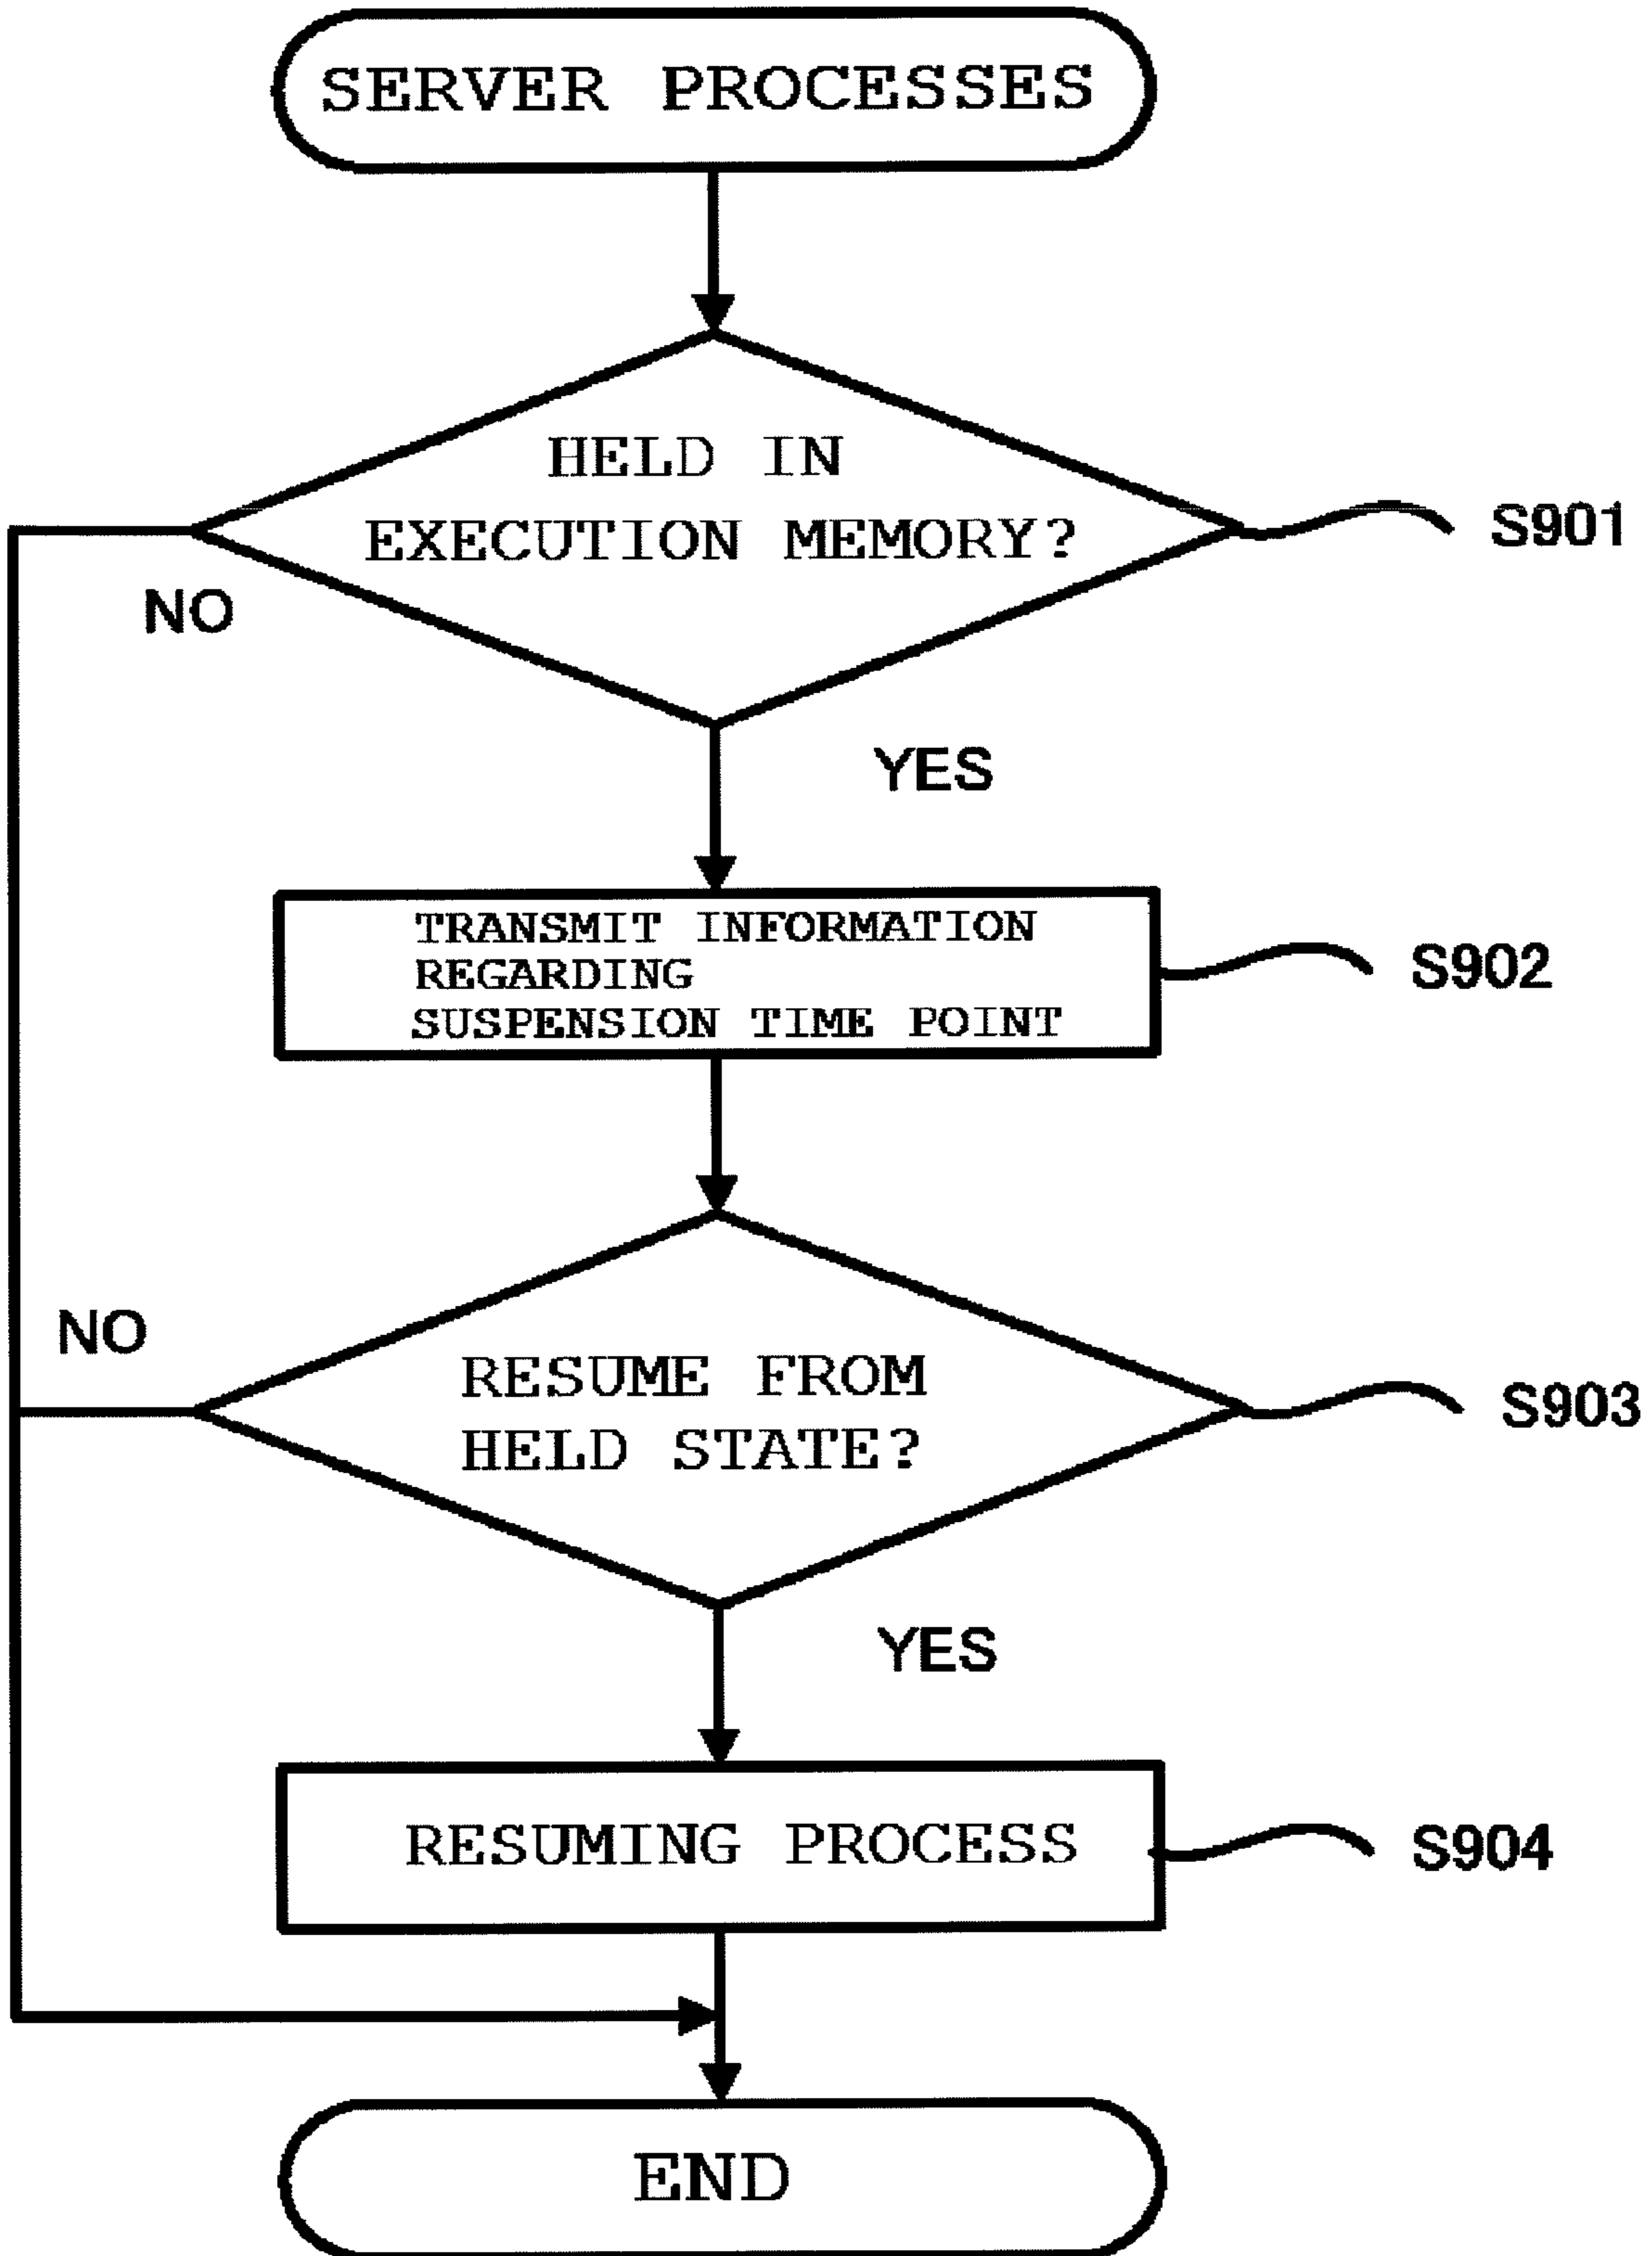 SERVER PROCESSES
HELD IN
EXECUTION MEMORY?
S901
NO
YES
TRANSMIT INFORMATION
REGARDING
SUSPENSION TIME POINT
S902
NO
RESUME FROM
HELD STATE?
S903
YES
RESUMING PROCESS
S904
END